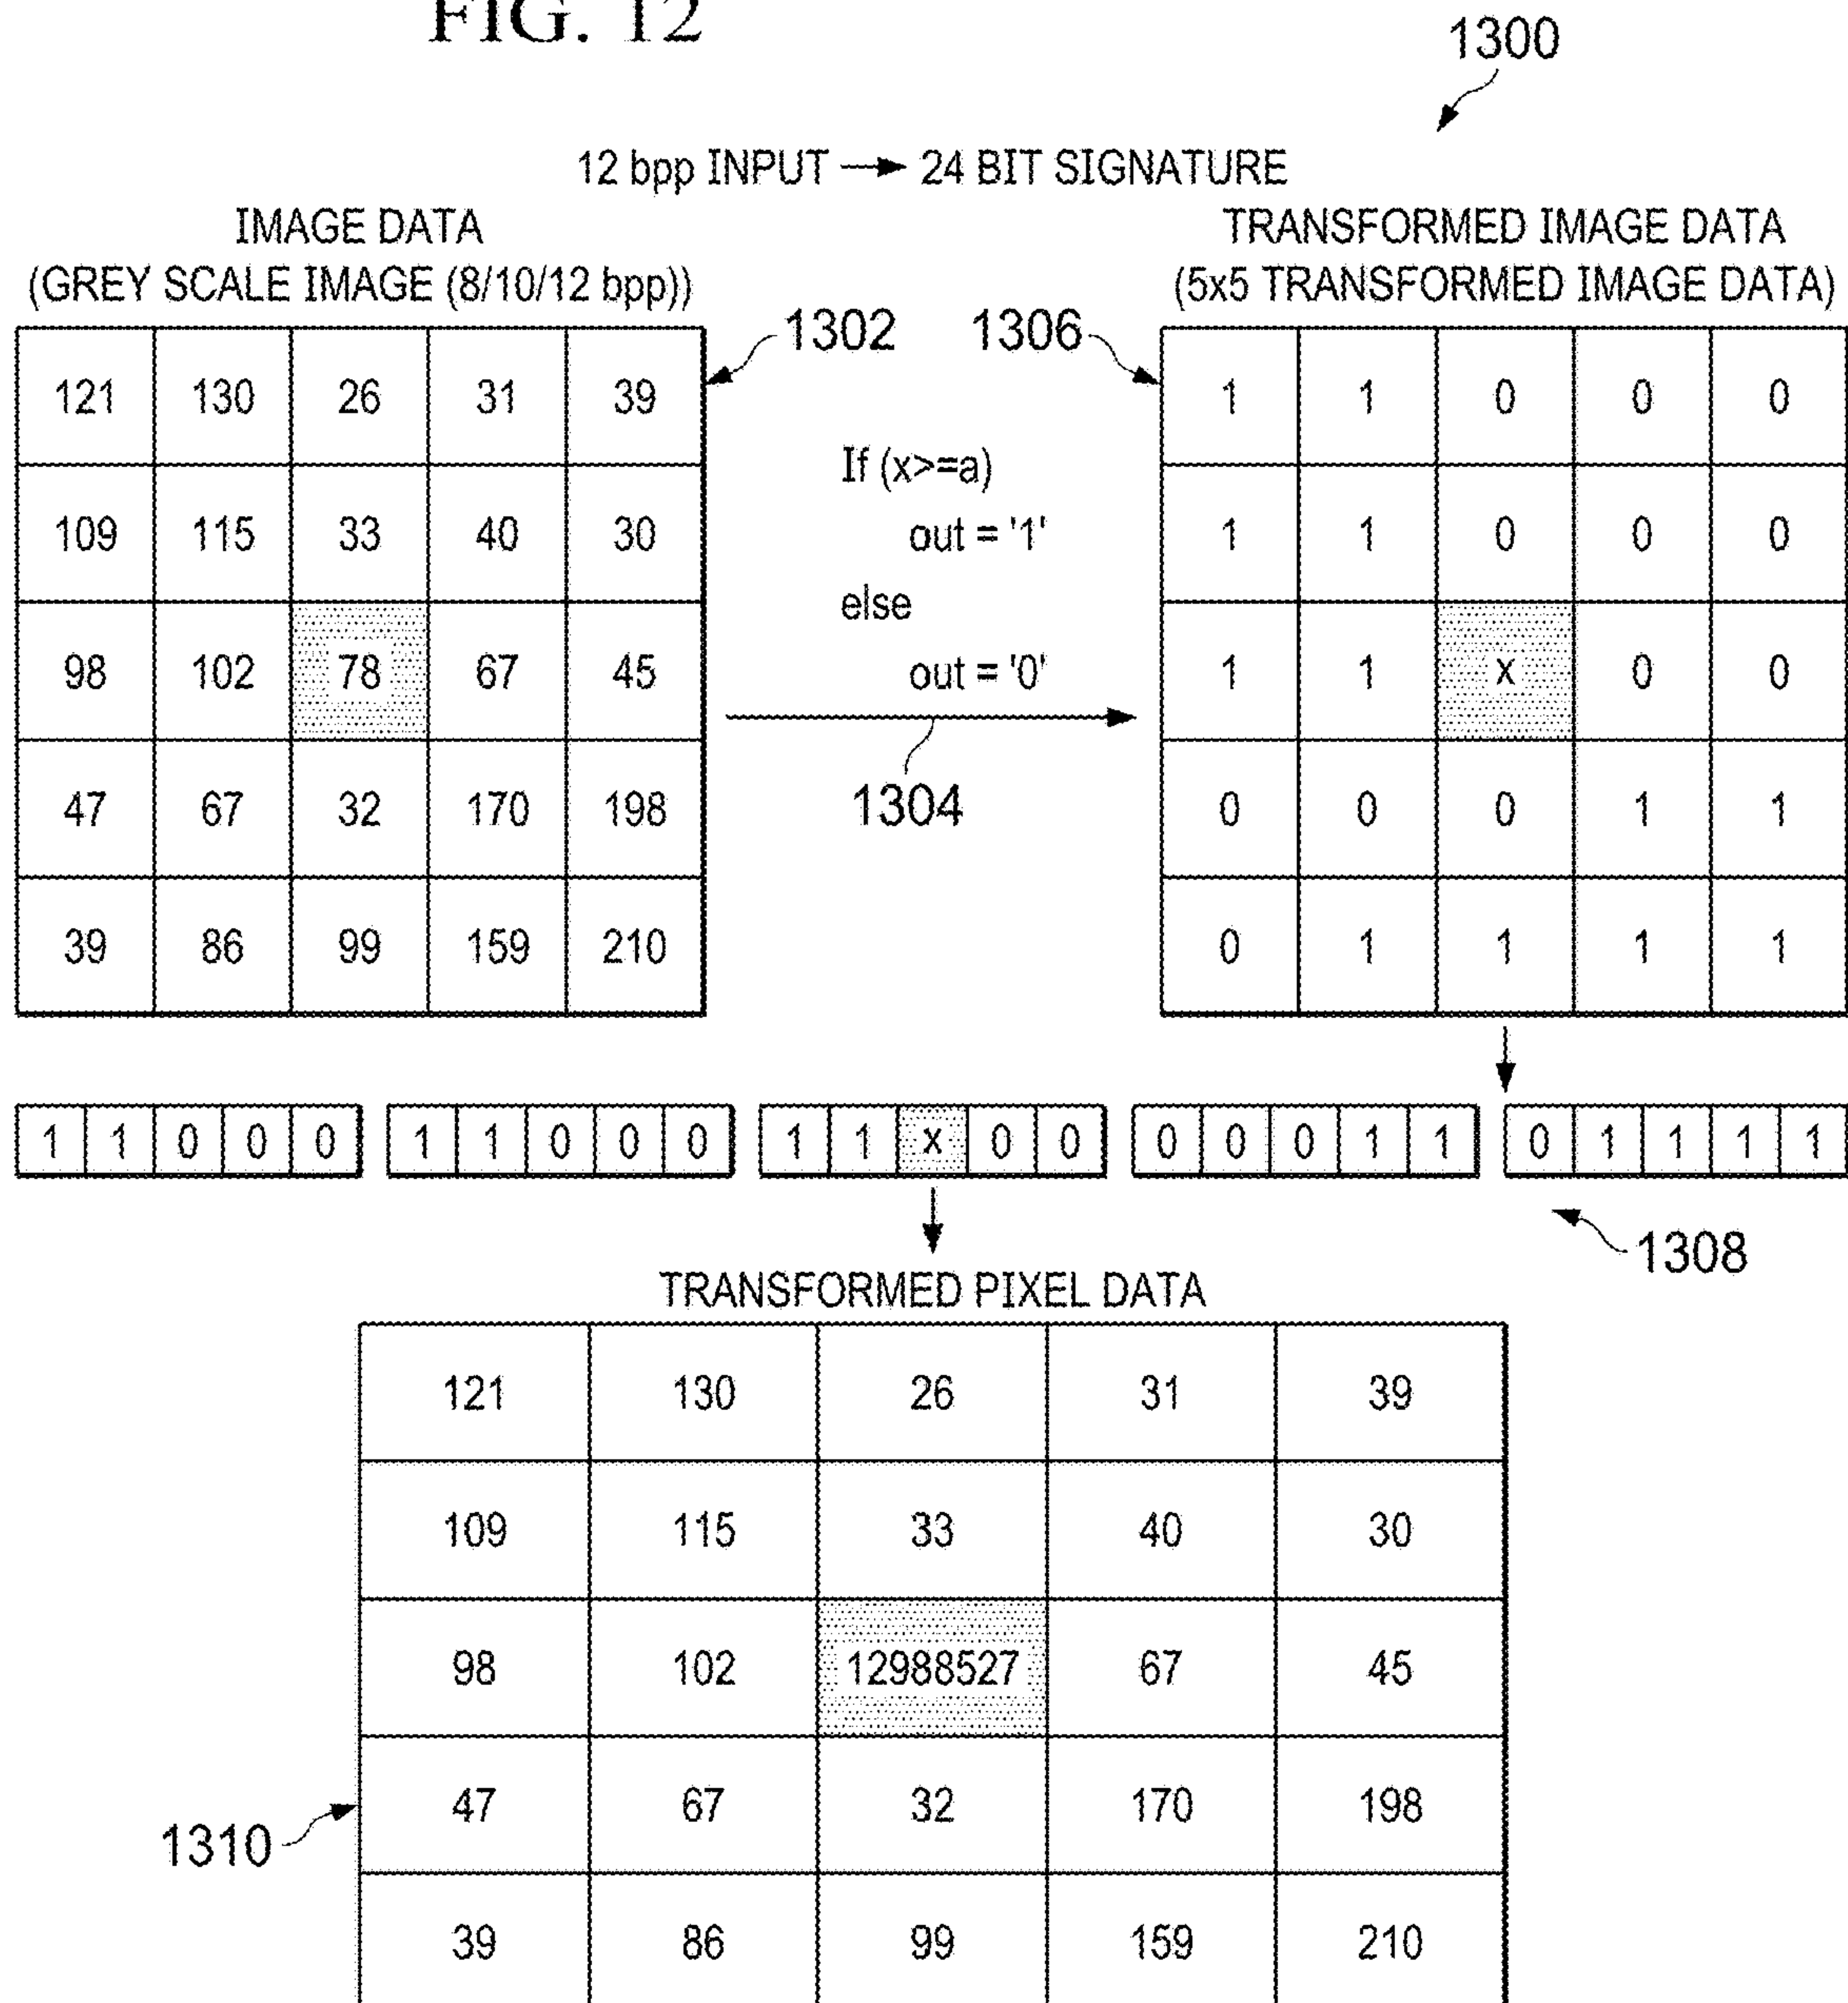 FIG. 12
1300
12 bpp INPUT → 24 BIT SIGNATURE
IMAGE DATA
(GREY SCALE IMAGE (8/10/12 bpp))
TRANSFORMED IMAGE DATA
(5x5 TRANSFORMED IMAGE DATA)
1302
1306
121 130 26 31 39
109 115 33 40 30
98 102 78 67 45
47 67 32 170 198
39 86 99 159 210
If (x>=a)
out = '1'
else
out = '0'
1304
1 1 0 0 0
1 1 0 0 0
1 1 x 0 0
0 0 0 1 1
0 1 1 1 1
1 1 0 0 0 1 1 0 0 0 1 1 x 0 0 0 0 0 1 1 0 1 1 1 1
1308
TRANSFORMED PIXEL DATA
121 130 26 31 39
109 115 33 40 30
98 102 12988527 67 45
47 67 32 170 198
39 86 99 159 210
1310